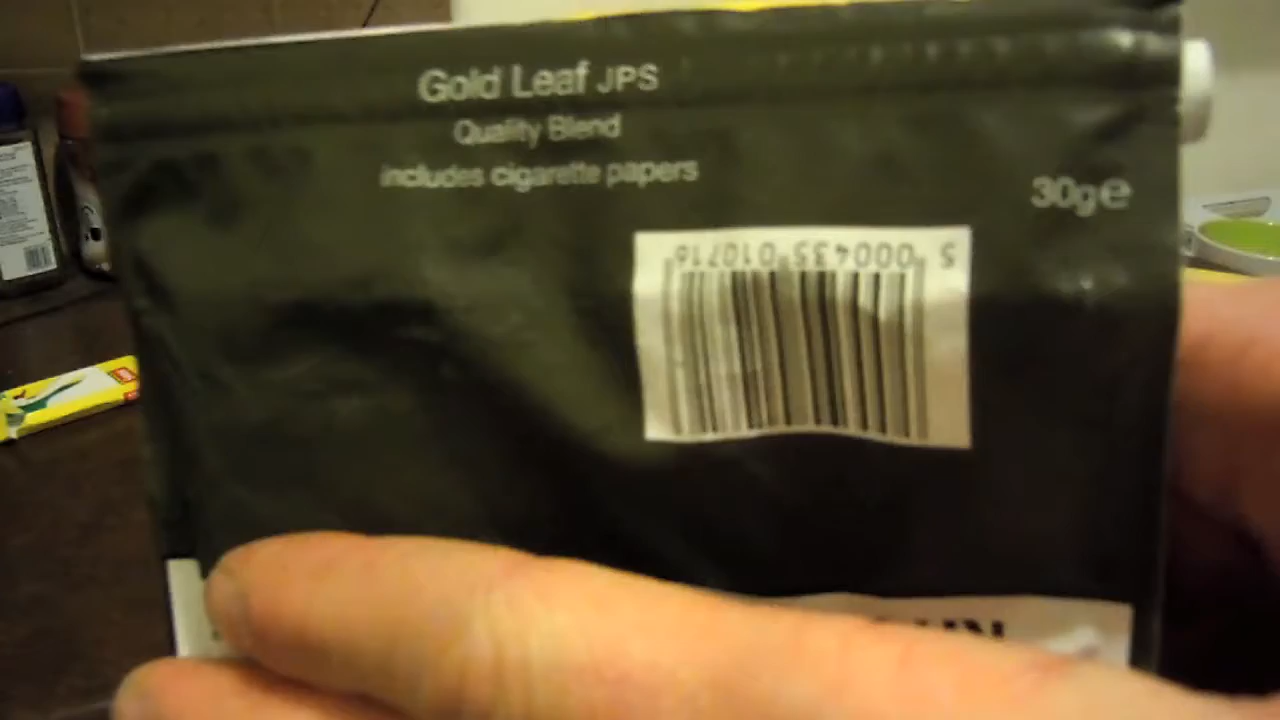 Gold Leaf JPS
Quality Blend
includes cigarette papers
30g℮
5 000435 010716